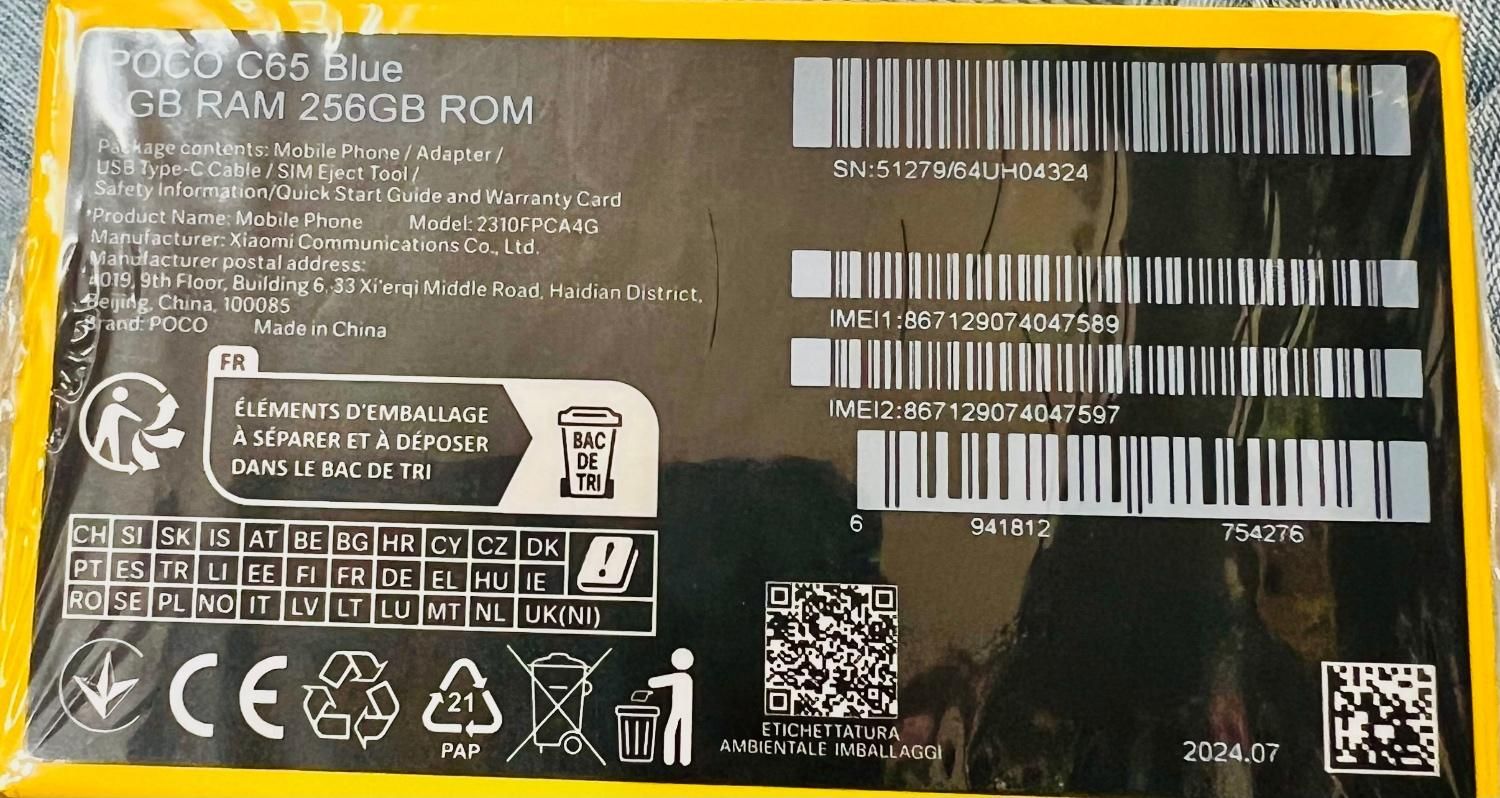 POCO C65 Blue
GB RAM 256GB ROM
Package contents: Mobile Phone / Adapter /
USB Type-C Cable / SIM Eject Tool /
Safety Information/Quick Start Guide and Warranty Card
Product Name: Mobile Phone Model: 2310FPCA4G
Manufacturer: Xiaomi Communications Co., Ltd.
Manufacturer postal address:
#019, 9th Floor, Building 6, 33 Xi'erqi Middle Road, Haidian District,
Beijing, China, 100085
Brand: POCO Made in China
FR
ÉLÉMENTS D'EMBALLAGE
À SÉPARER ET À DÉPOSER
DANS LE BAC DE TRI
BAC
DE
TRI
CH SI SK IS AT BE BG HR CY CZ DK
PT ES TR LI EE FI FR DE EL HU IE
RO SE PL NO IT LV LT LU MT NL UK(NI)
CE
21
PAP
SN:51279/64UH04324
IMEI1:867129074047589
IMEI2:867129074047597
6 941812 754276
ETICHETTATURA
AMBIENTALE IMBALLAGGI
2024.07